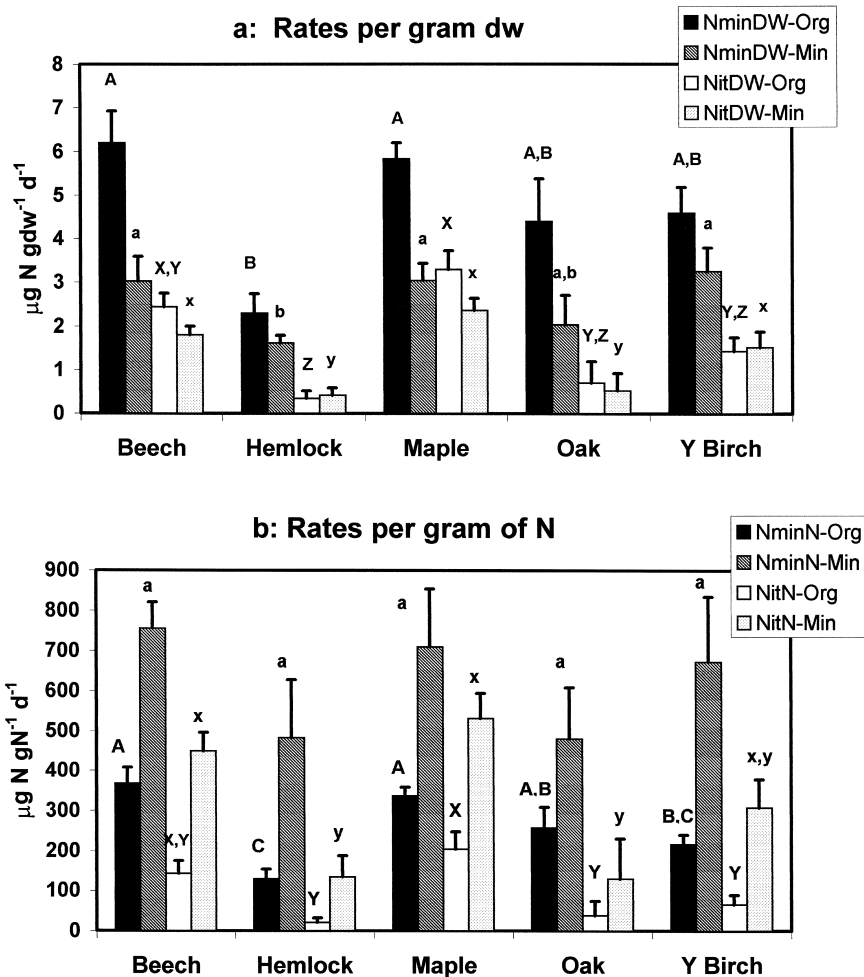 a: Rates per gram dw
NminDW-Org
NminDW-Min
NitDW-Org
NitDW-Min
µg N gdw⁻¹ d⁻¹
8
7
6
5
4
3
2
1
0
A
a
X,Y
x
B
b
Z
y
A
a
X
x
A,B
a,b
Y,Z
y
A,B
a
Y,Z
x
Beech Hemlock Maple Oak Y Birch
b: Rates per gram of N
NminN-Org
NminN-Min
NitN-Org
NitN-Min
µg N gN⁻¹ d⁻¹
900
800
700
600
500
400
300
200
100
0
A
a
X,Y
x
C
a
Y
y
A
a
X
x
A,B
a
Y
y
B,C
a
Y
x,y
Beech Hemlock Maple Oak Y Birch